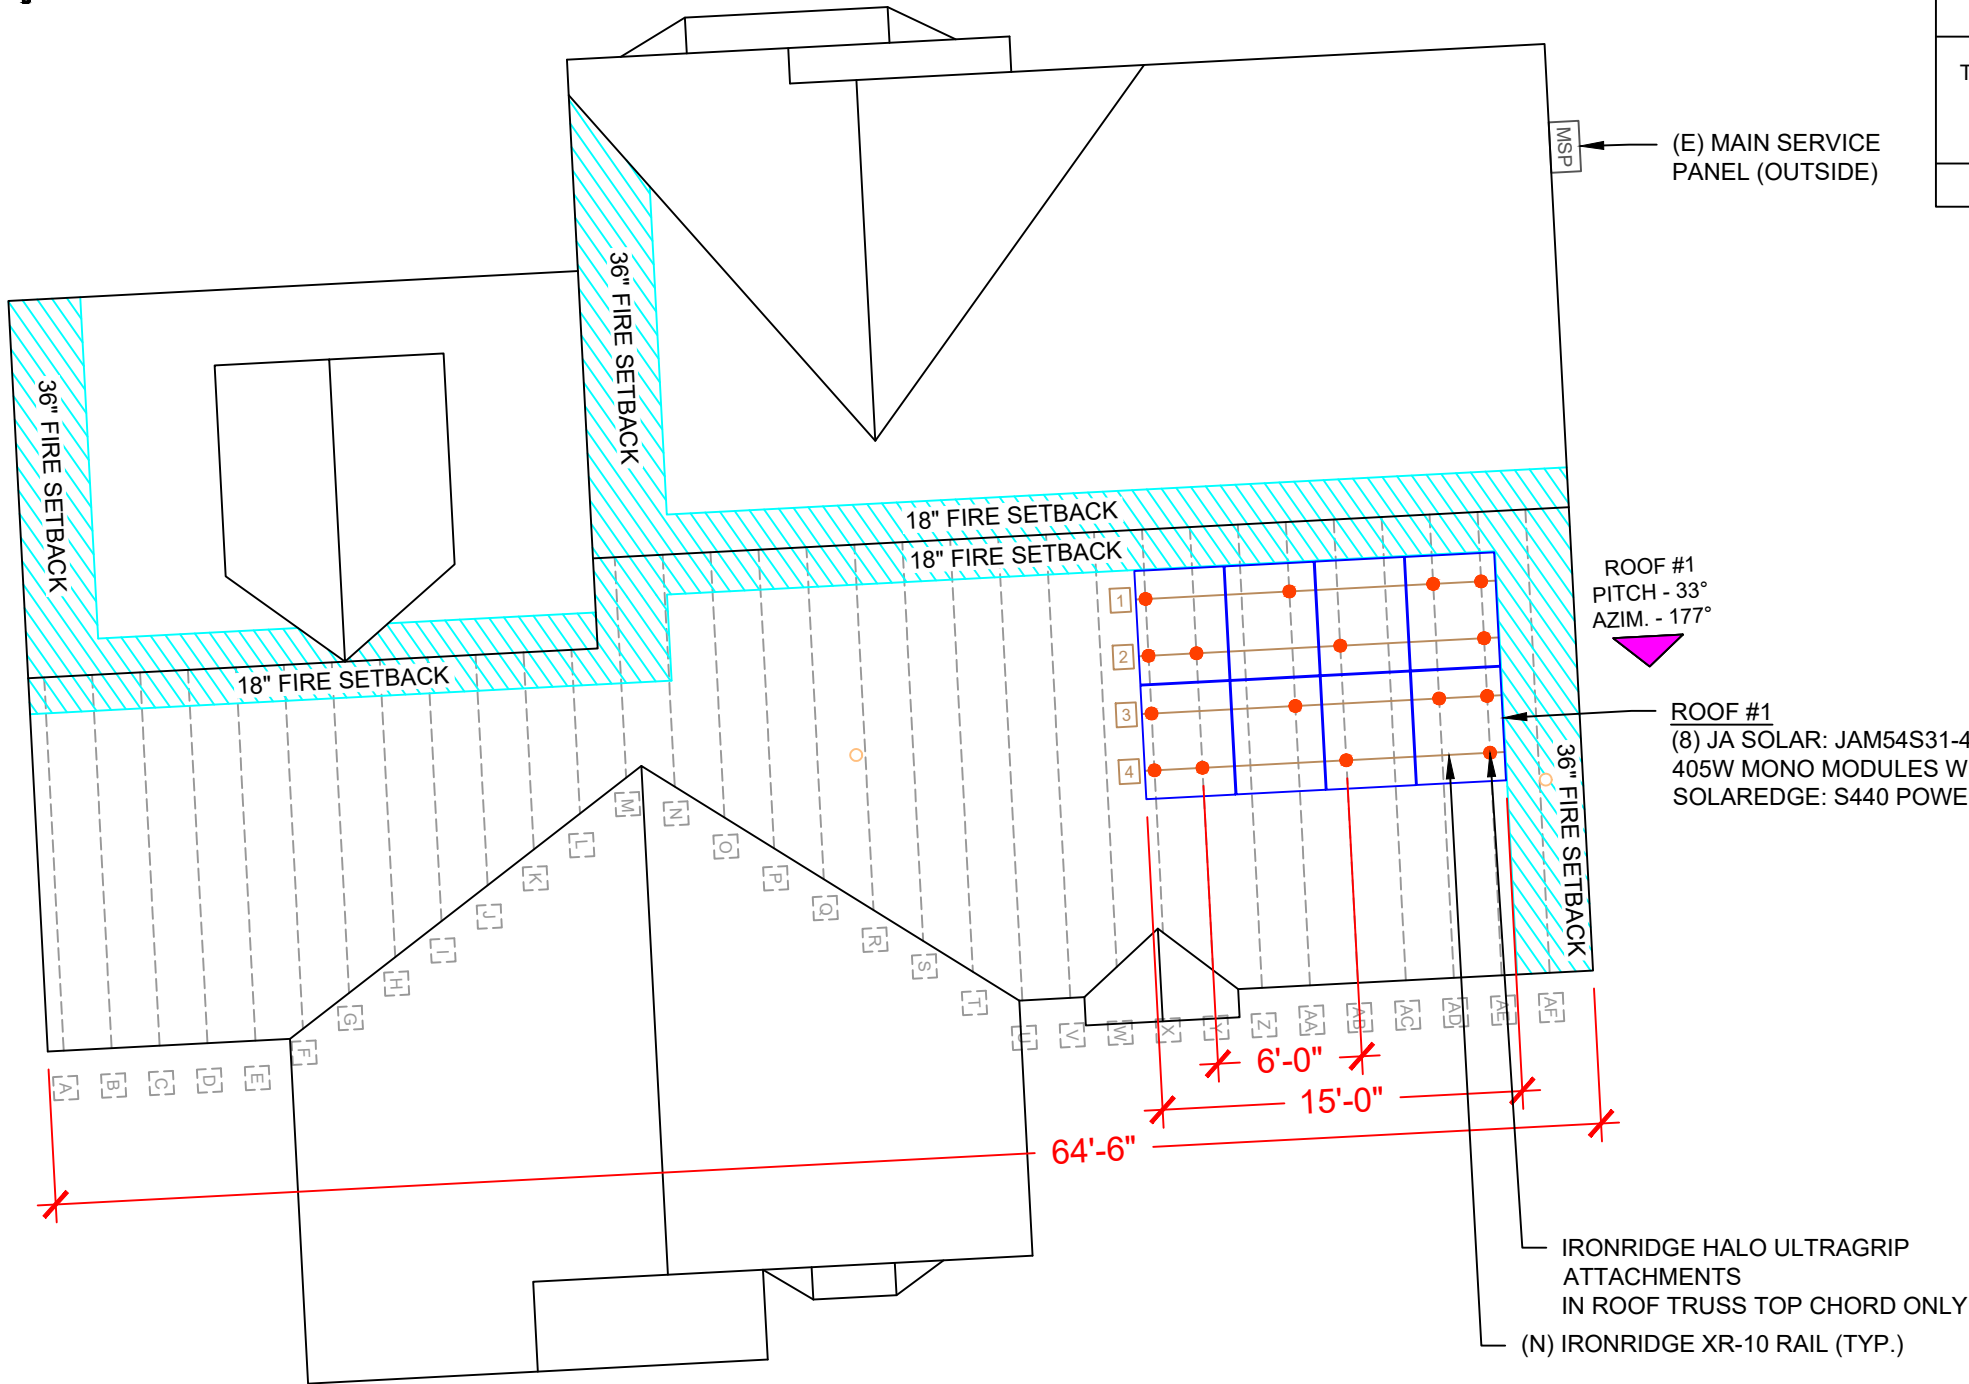 T
MSP
(E) MAIN SERVICE
PANEL (OUTSIDE)
36" FIRE SETBACK
36" FIRE SETBACK
18" FIRE SETBACK
18" FIRE SETBACK
18" FIRE SETBACK
ROOF #1
PITCH - 33°
AZIM. - 177°
1
2
3
4
ROOF #1
(8) JA SOLAR: JAM54S31-4
405W MONO MODULES W
SOLAREDGE: S440 POWE
36" FIRE SETBACK
A
B
C
D
E
F
G
H
I
J
K
L
M
N
O
P
Q
R
S
T
U
V
W
X
Y
Z
AA
AB
AC
AD
AE
AF
6'-0"
15'-0"
64'-6"
IRONRIDGE HALO ULTRAGRIP
ATTACHMENTS
IN ROOF TRUSS TOP CHORD ONLY
(N) IRONRIDGE XR-10 RAIL (TYP.)